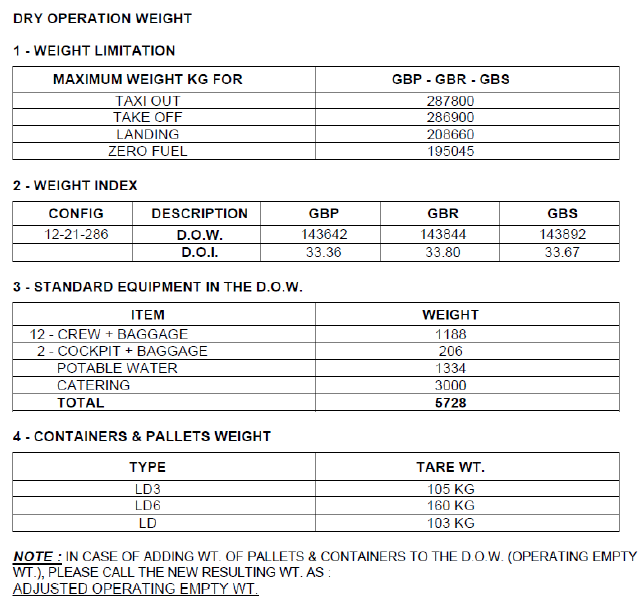 DRY OPERATION WEIGHT
1 - WEIGHT LIMITATION
MAXIMUM WEIGHT KG FOR GBP - GBR - GBS
TAXI OUT 287800
TAKE OFF 286900
LANDING 208660
ZERO FUEL 195045
2 - WEIGHT INDEX
CONFIG DESCRIPTION GBP GBR GBS
12-21-286 D.O.W. 143642 143844 143892
D.O.I. 33.36 33.80 33.67
3 - STANDARD EQUIPMENT IN THE D.O.W.
ITEM WEIGHT
12 - CREW + BAGGAGE 1188
2 - COCKPIT + BAGGAGE 206
POTABLE WATER 1334
CATERING 3000
TOTAL 5728
4 - CONTAINERS & PALLETS WEIGHT
TYPE TARE WT.
LD3 105 KG
LD6 160 KG
LD 103 KG
NOTE : IN CASE OF ADDING WT. OF PALLETS & CONTAINERS TO THE D.O.W. (OPERATING EMPTY
WT.), PLEASE CALL THE NEW RESULTING WT. AS :
ADJUSTED OPERATING EMPTY WT.